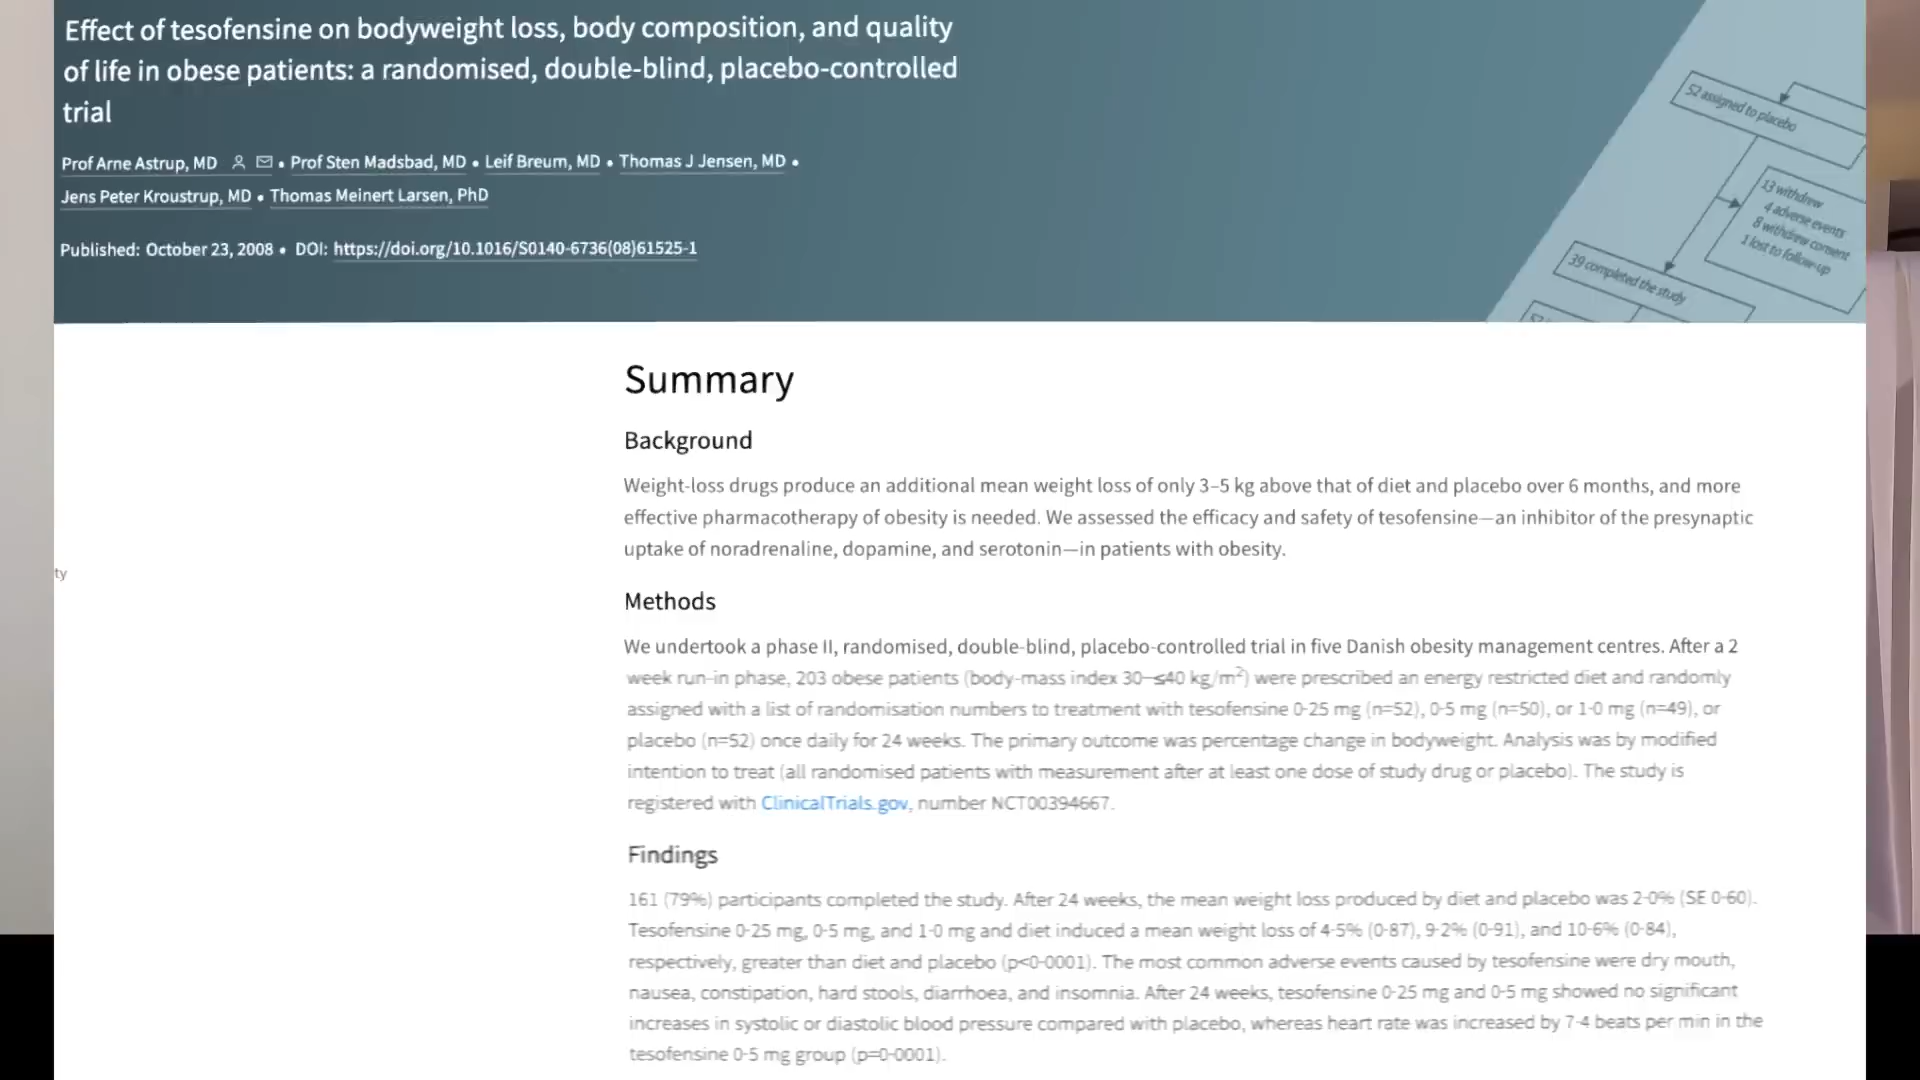 Effect of tesofensine on bodyweight loss, body composition, and quality
of life in obese patients: a randomised, double-blind, placebo-controlled
trial
Prof Arne Astrup, MD • Prof Sten Madsbad, MD • Leif Breum, MD • Thomas J Jensen, MD •
Jens Peter Kroustrup, MD • Thomas Meinert Larsen, PhD
Published: October 23, 2008 • DOI: https://doi.org/10.1016/S0140-6736(08)61525-1
52 assigned to placebo
13 withdrew
4 adverse events
8 withdrew consent
1 lost to follow-up
39 completed the study
Summary
Background
Weight-loss drugs produce an additional mean weight loss of only 3–5 kg above that of diet and placebo over 6 months, and more
effective pharmacotherapy of obesity is needed. We assessed the efficacy and safety of tesofensine—an inhibitor of the presynaptic
uptake of noradrenaline, dopamine, and serotonin—in patients with obesity.
ty
Methods
We undertook a phase II, randomised, double-blind, placebo-controlled trial in five Danish obesity management centres. After a 2
week run-in phase, 203 obese patients (body-mass index 30–≤40 kg/m²) were prescribed an energy restricted diet and randomly
assigned with a list of randomisation numbers to treatment with tesofensine 0·25 mg (n=52), 0·5 mg (n=50), or 1·0 mg (n=49), or
placebo (n=52) once daily for 24 weeks. The primary outcome was percentage change in bodyweight. Analysis was by modified
intention to treat (all randomised patients with measurement after at least one dose of study drug or placebo). The study is
registered with ClinicalTrials.gov, number NCT00394667.
Findings
161 (79%) participants completed the study. After 24 weeks, the mean weight loss produced by diet and placebo was 2·0% (SE 0·60).
Tesofensine 0·25 mg, 0·5 mg, and 1·0 mg and diet induced a mean weight loss of 4·5% (0·87), 9·2% (0·91), and 10·6% (0·84),
respectively, greater than diet and placebo (p<0·0001). The most common adverse events caused by tesofensine were dry mouth,
nausea, constipation, hard stools, diarrhoea, and insomnia. After 24 weeks, tesofensine 0·25 mg and 0·5 mg showed no significant
increases in systolic or diastolic blood pressure compared with placebo, whereas heart rate was increased by 7·4 beats per min in the
tesofensine 0·5 mg group (p=0·0001).